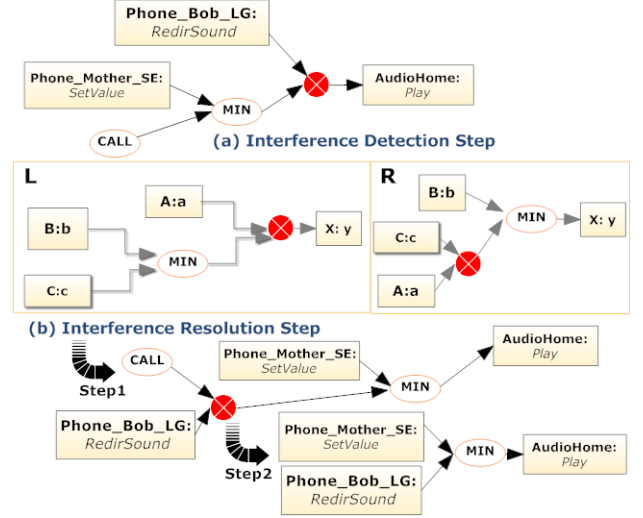 Phone_Bob_LG:
RedirSound
Phone_Mother_SE:
SetValue
MIN
AudioHome:
Play
CALL
(a) Interference Detection Step
L
A:a
B:b
X: y
MIN
C:c
R
B:b
MIN
X: y
C:c
A:a
(b) Interference Resolution Step
Step1
CALL
Phone_Mother_SE:
SetValue
MIN
AudioHome:
Play
Phone_Bob_LG:
RedirSound
Step2
Phone_Mother_SE:
SetValue
MIN
AudioHome:
Play
Phone_Bob_LG:
RedirSound